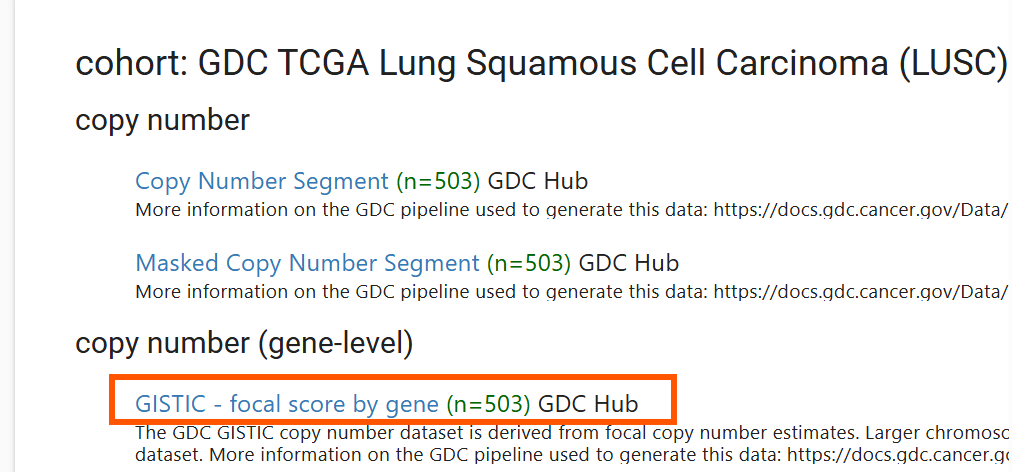 cohort: GDC TCGA Lung Squamous Cell Carcinoma (LUSC)
copy number
Copy Number Segment (n=503) GDC Hub
More information on the GDC pipeline used to generate this data: https://docs.gdc.cancer.gov/Data/
Masked Copy Number Segment (n=503) GDC Hub
More information on the GDC pipeline used to generate this data: https://docs.gdc.cancer.gov/Data/
copy number (gene-level)
GISTIC - focal score by gene (n=503) GDC Hub
The GDC GISTIC copy number dataset is derived from focal copy number estimates. Larger chromoso
dataset. More information on the GDC pipeline used to generate this data: https://docs.gdc.cancer.go